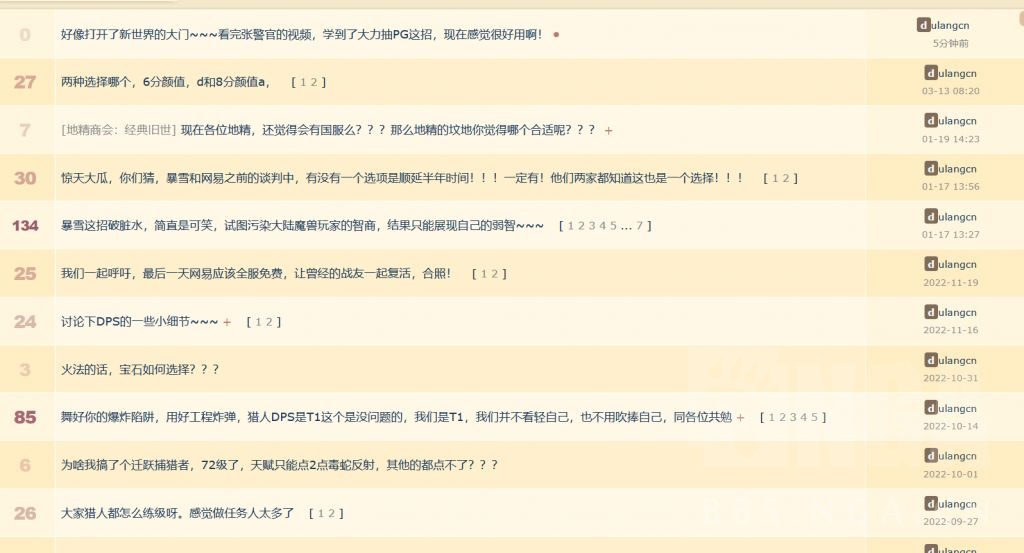 0 好像打开了新世界的大门~~~看完张警官的视频，学到了大力抽PG这招，现在感觉很好用啊！ dulangcn
5分钟前
27 两种选择哪个，6分颜值，d和8分颜值a， [ 1 2 ] dulangcn
03-13 08:20
7 [地精商会：经典旧世] 现在各位地精，还觉得会有国服么？？？那么地精的坟地你觉得哪个合适呢？？？ + dulangcn
01-19 14:23
30 惊天大瓜，你们猜，暴雪和网易之前的谈判中，有没有一个选项是顺延半年时间！！！一定有！他们两家都知道这也是一个选择！！！ [ 1 2 ] dulangcn
01-17 13:56
134 暴雪这招破脏水，简直是可笑，试图污染大陆魔兽玩家的智商，结果只能展现自己的弱智~~~ [ 1 2 3 4 5 ... 7 ] dulangcn
01-17 13:27
25 我们一起呼吁，最后一天网易应该全服免费，让曾经的战友一起复活，合照！ [ 1 2 ] dulangcn
2022-11-19
24 讨论下DPS的一些小细节~~~ + [ 1 2 ] dulangcn
2022-11-16
3 火法的话，宝石如何选择？？？ dulangcn
2022-10-31
85 舞好你的爆炸陷阱，用好工程炸弹，猎人DPS是T1这个是没问题的，我们是T1，我们并不看轻自己，也不用吹捧自己，同各位共勉 + [ 1 2 3 4 5 ] dulangcn
2022-10-14
6 为啥我搞了个迁跃捕猎者，72级了，天赋只能点2点毒蛇反射，其他的都点不了？？？ dulangcn
2022-10-01
26 大家猎人都怎么练级呀。感觉做任务人太多了 [ 1 2 ] dulangcn
2022-09-27
dulangcn